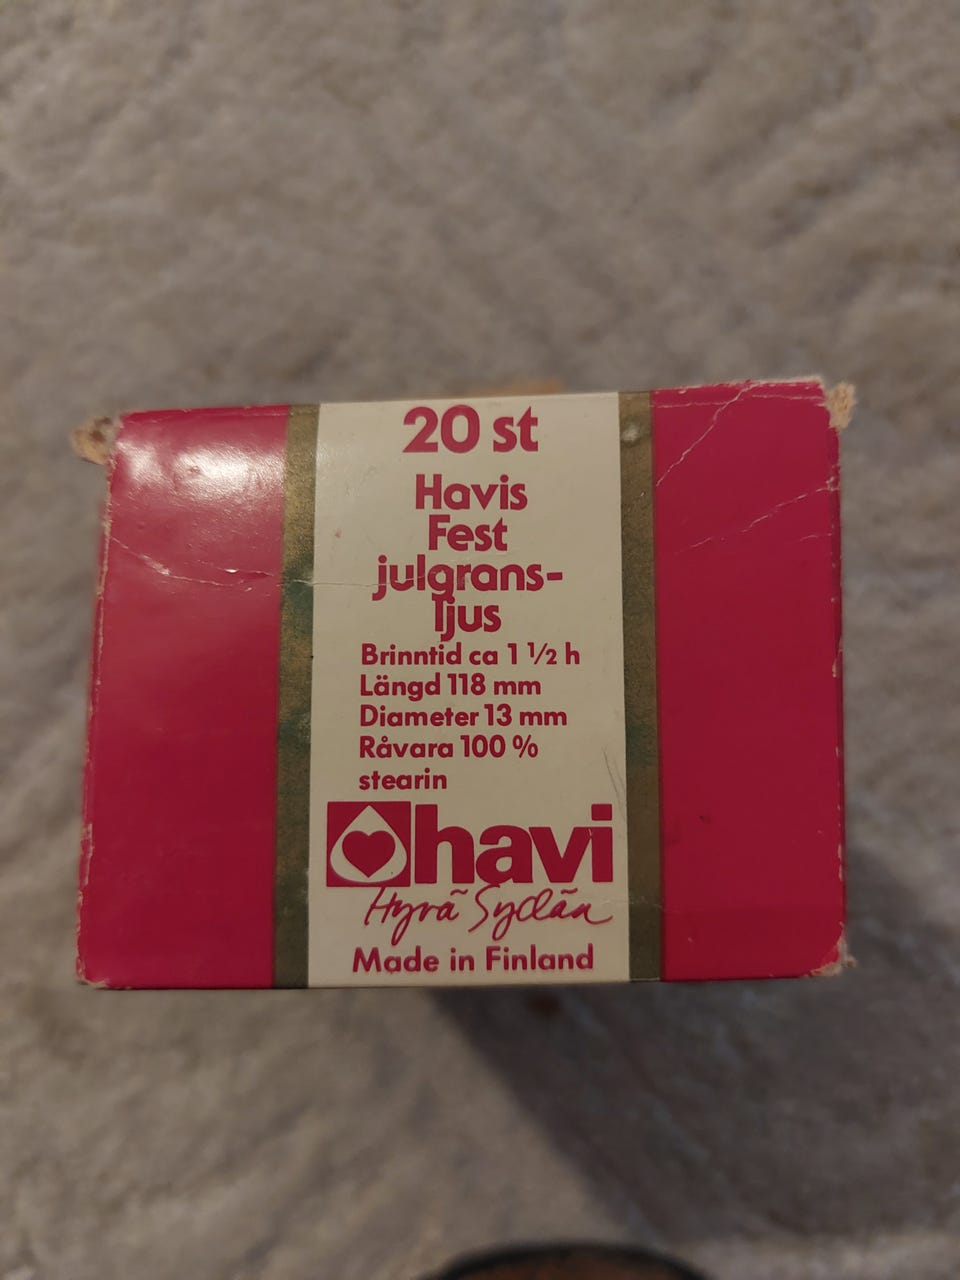 20 st
Havis
Fest
julgrans-
ljus
Brinntid ca 1 ½ h
Längd 118 mm
Diameter 13 mm
Råvara 100 %
stearin
havi
Hyvä Sydän
Made in Finland